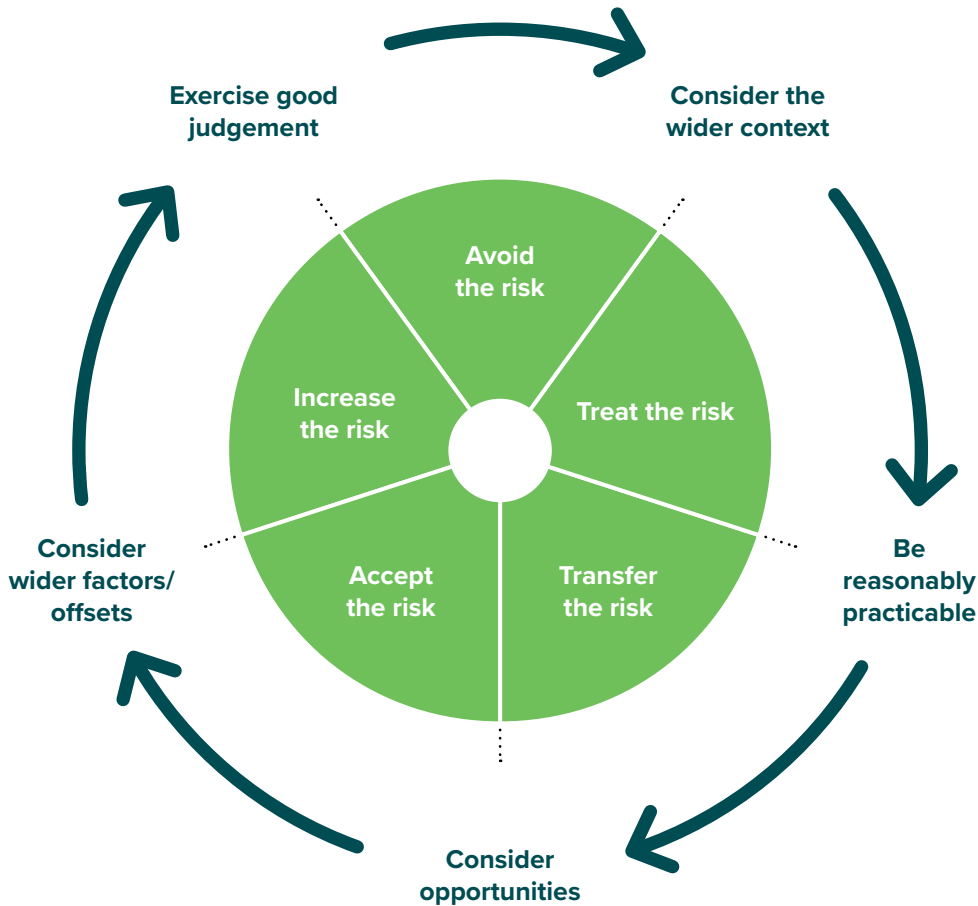 Exercise good
judgement
Consider the
wider context
Avoid
the risk
Increase
the risk
Treat the risk
Consider
wider factors/
offsets
Accept
the risk
Transfer
the risk
Be
reasonably
practicable
Consider
opportunities